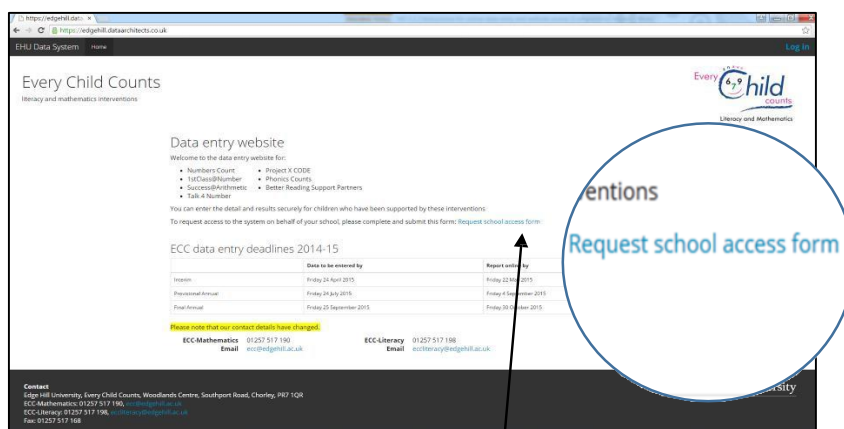 https://edgehill.data
https://edgehill.dataarchitects.co.uk
EHU Data System Home Log in
Every Child Counts
literacy and mathematics interventions
Every Child counts
6 7 9
Literacy and Mathematics
Data entry website
Welcome to the data entry website for:
• Numbers Count • Project X CODE
• 1stClass@Number • Phonics Counts
• Success@Arithmetic • Better Reading Support Partners
• Talk 4 Number
You can enter the detail and results securely for children who have been supported by these interventions
To request access to the system on behalf of your school, please complete and submit this form: Request school access form
ventions
Request school access form
ECC data entry deadlines 2014-15
Data to be entered by Report online by
Interim Friday 24 April 2015 Friday 22 May 2015
Provisional Annual Friday 24 July 2015 Friday 4 September 2015
Final Annual Friday 25 September 2015 Friday 30 October 2015
Please note that our contact details have changed.
ECC-Mathematics 01257 517 190 ECC-Literacy 01257 517 198
Email ecc@edgehill.ac.uk Email eccliteracy@edgehill.ac.uk
Contact
Edge Hill University, Every Child Counts, Woodlands Centre, Southport Road, Chorley, PR7 1QR
ECC-Mathematics: 01257 517 190, ecc@edgehill.ac.uk
ECC-Literacy: 01257 517 198, eccliteracy@edgehill.ac.uk
Fax: 01257 517 168
rsity